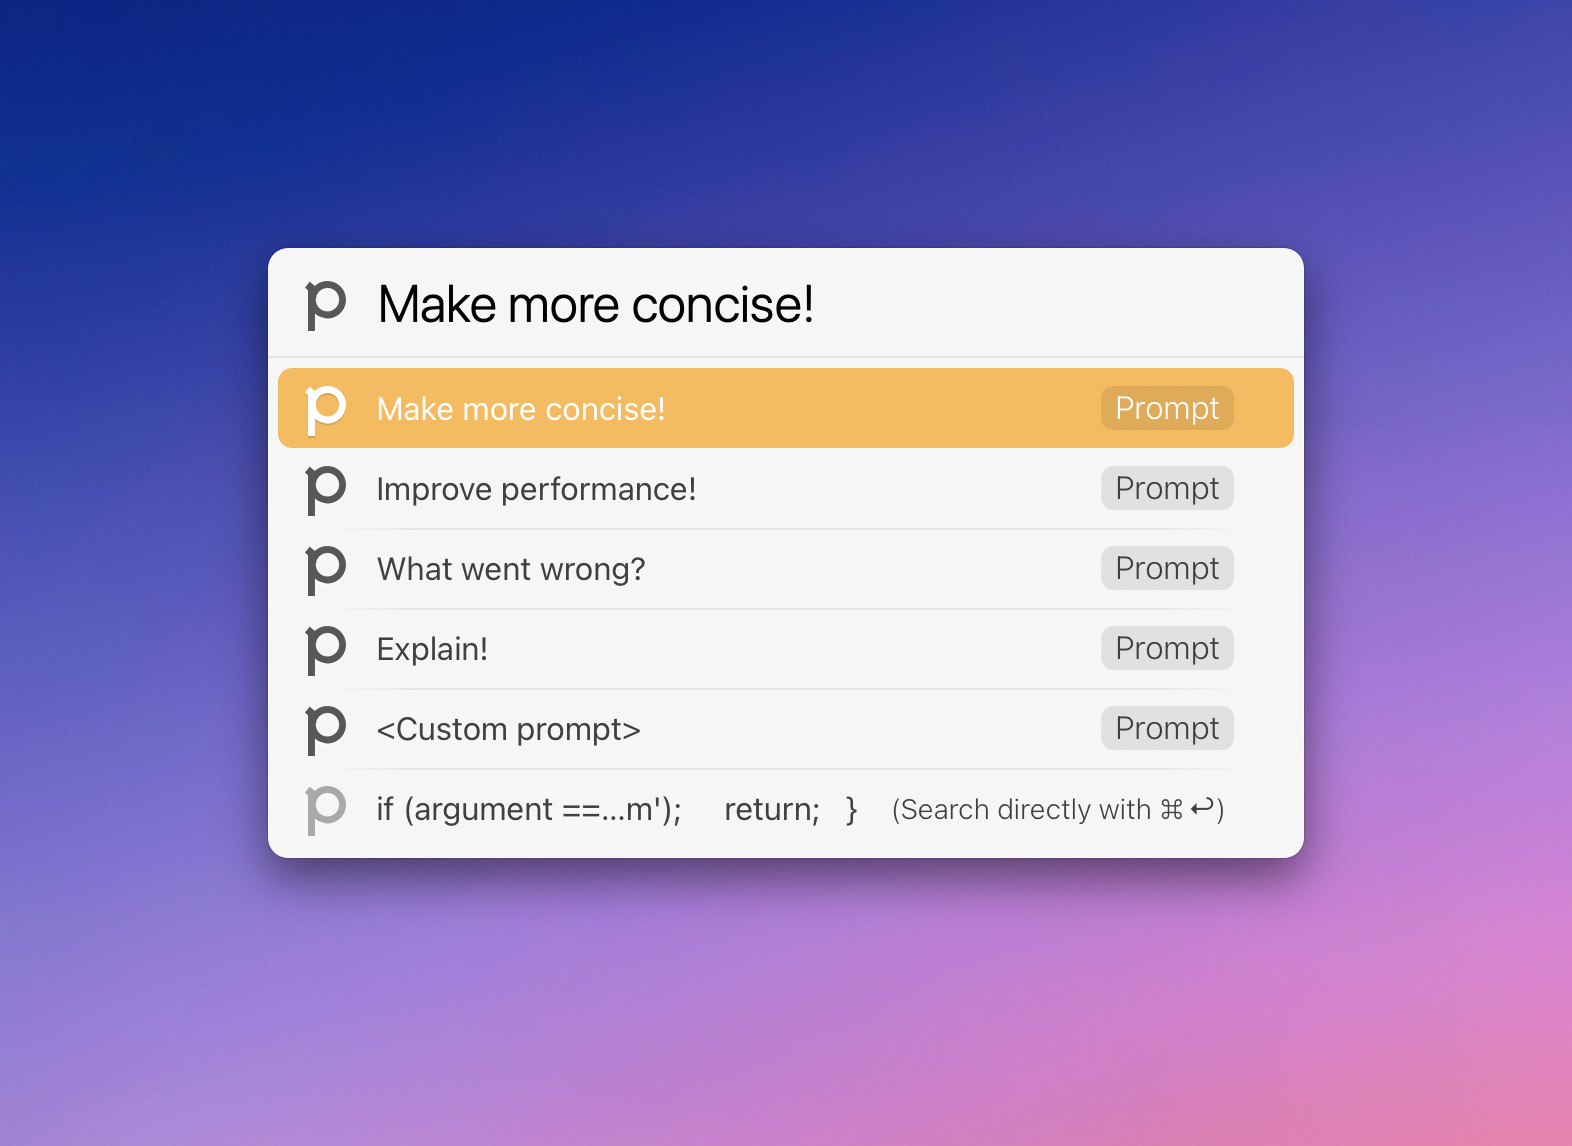 Make more concise!
Make more concise! Prompt
Improve performance! Prompt
What went wrong? Prompt
Explain! Prompt
<Custom prompt> Prompt
if (argument ==...m'); return; } (Search directly with ⌘ ↩)